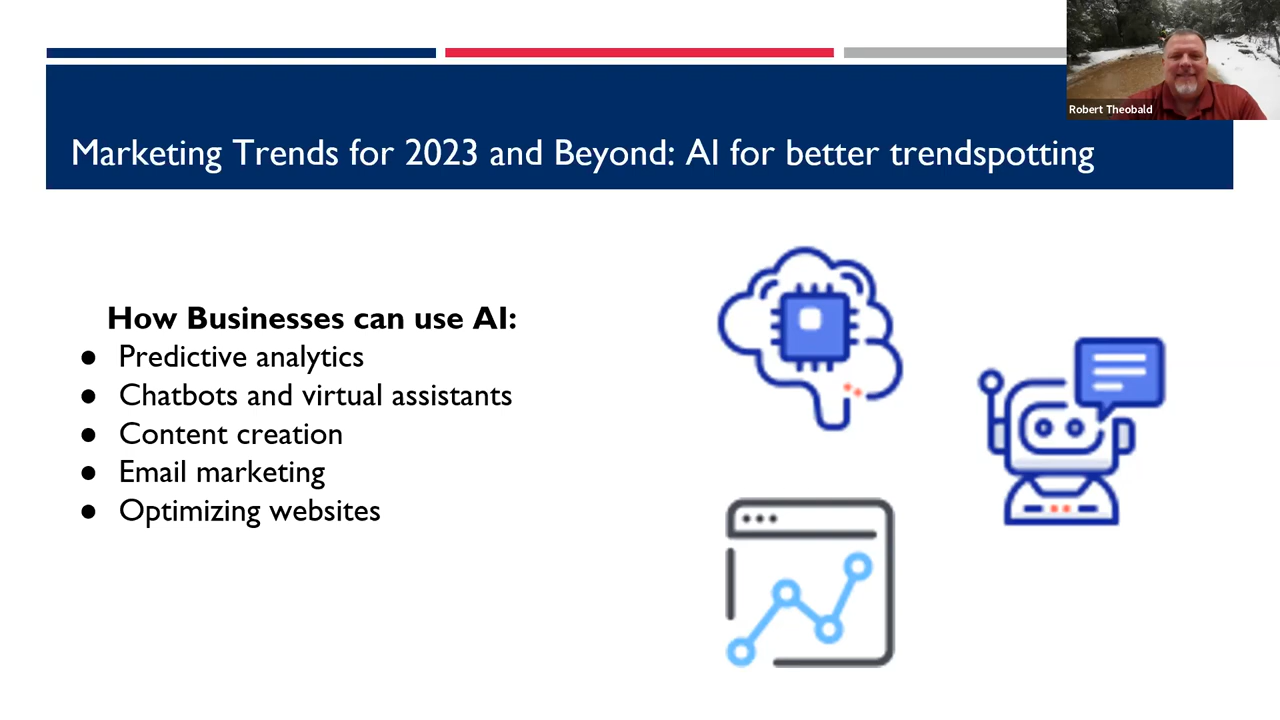 Robert Theobald
Marketing Trends for 2023 and Beyond: AI for better trendspotting
How Businesses can use AI:
● Predictive analytics
● Chatbots and virtual assistants
● Content creation
● Email marketing
● Optimizing websites